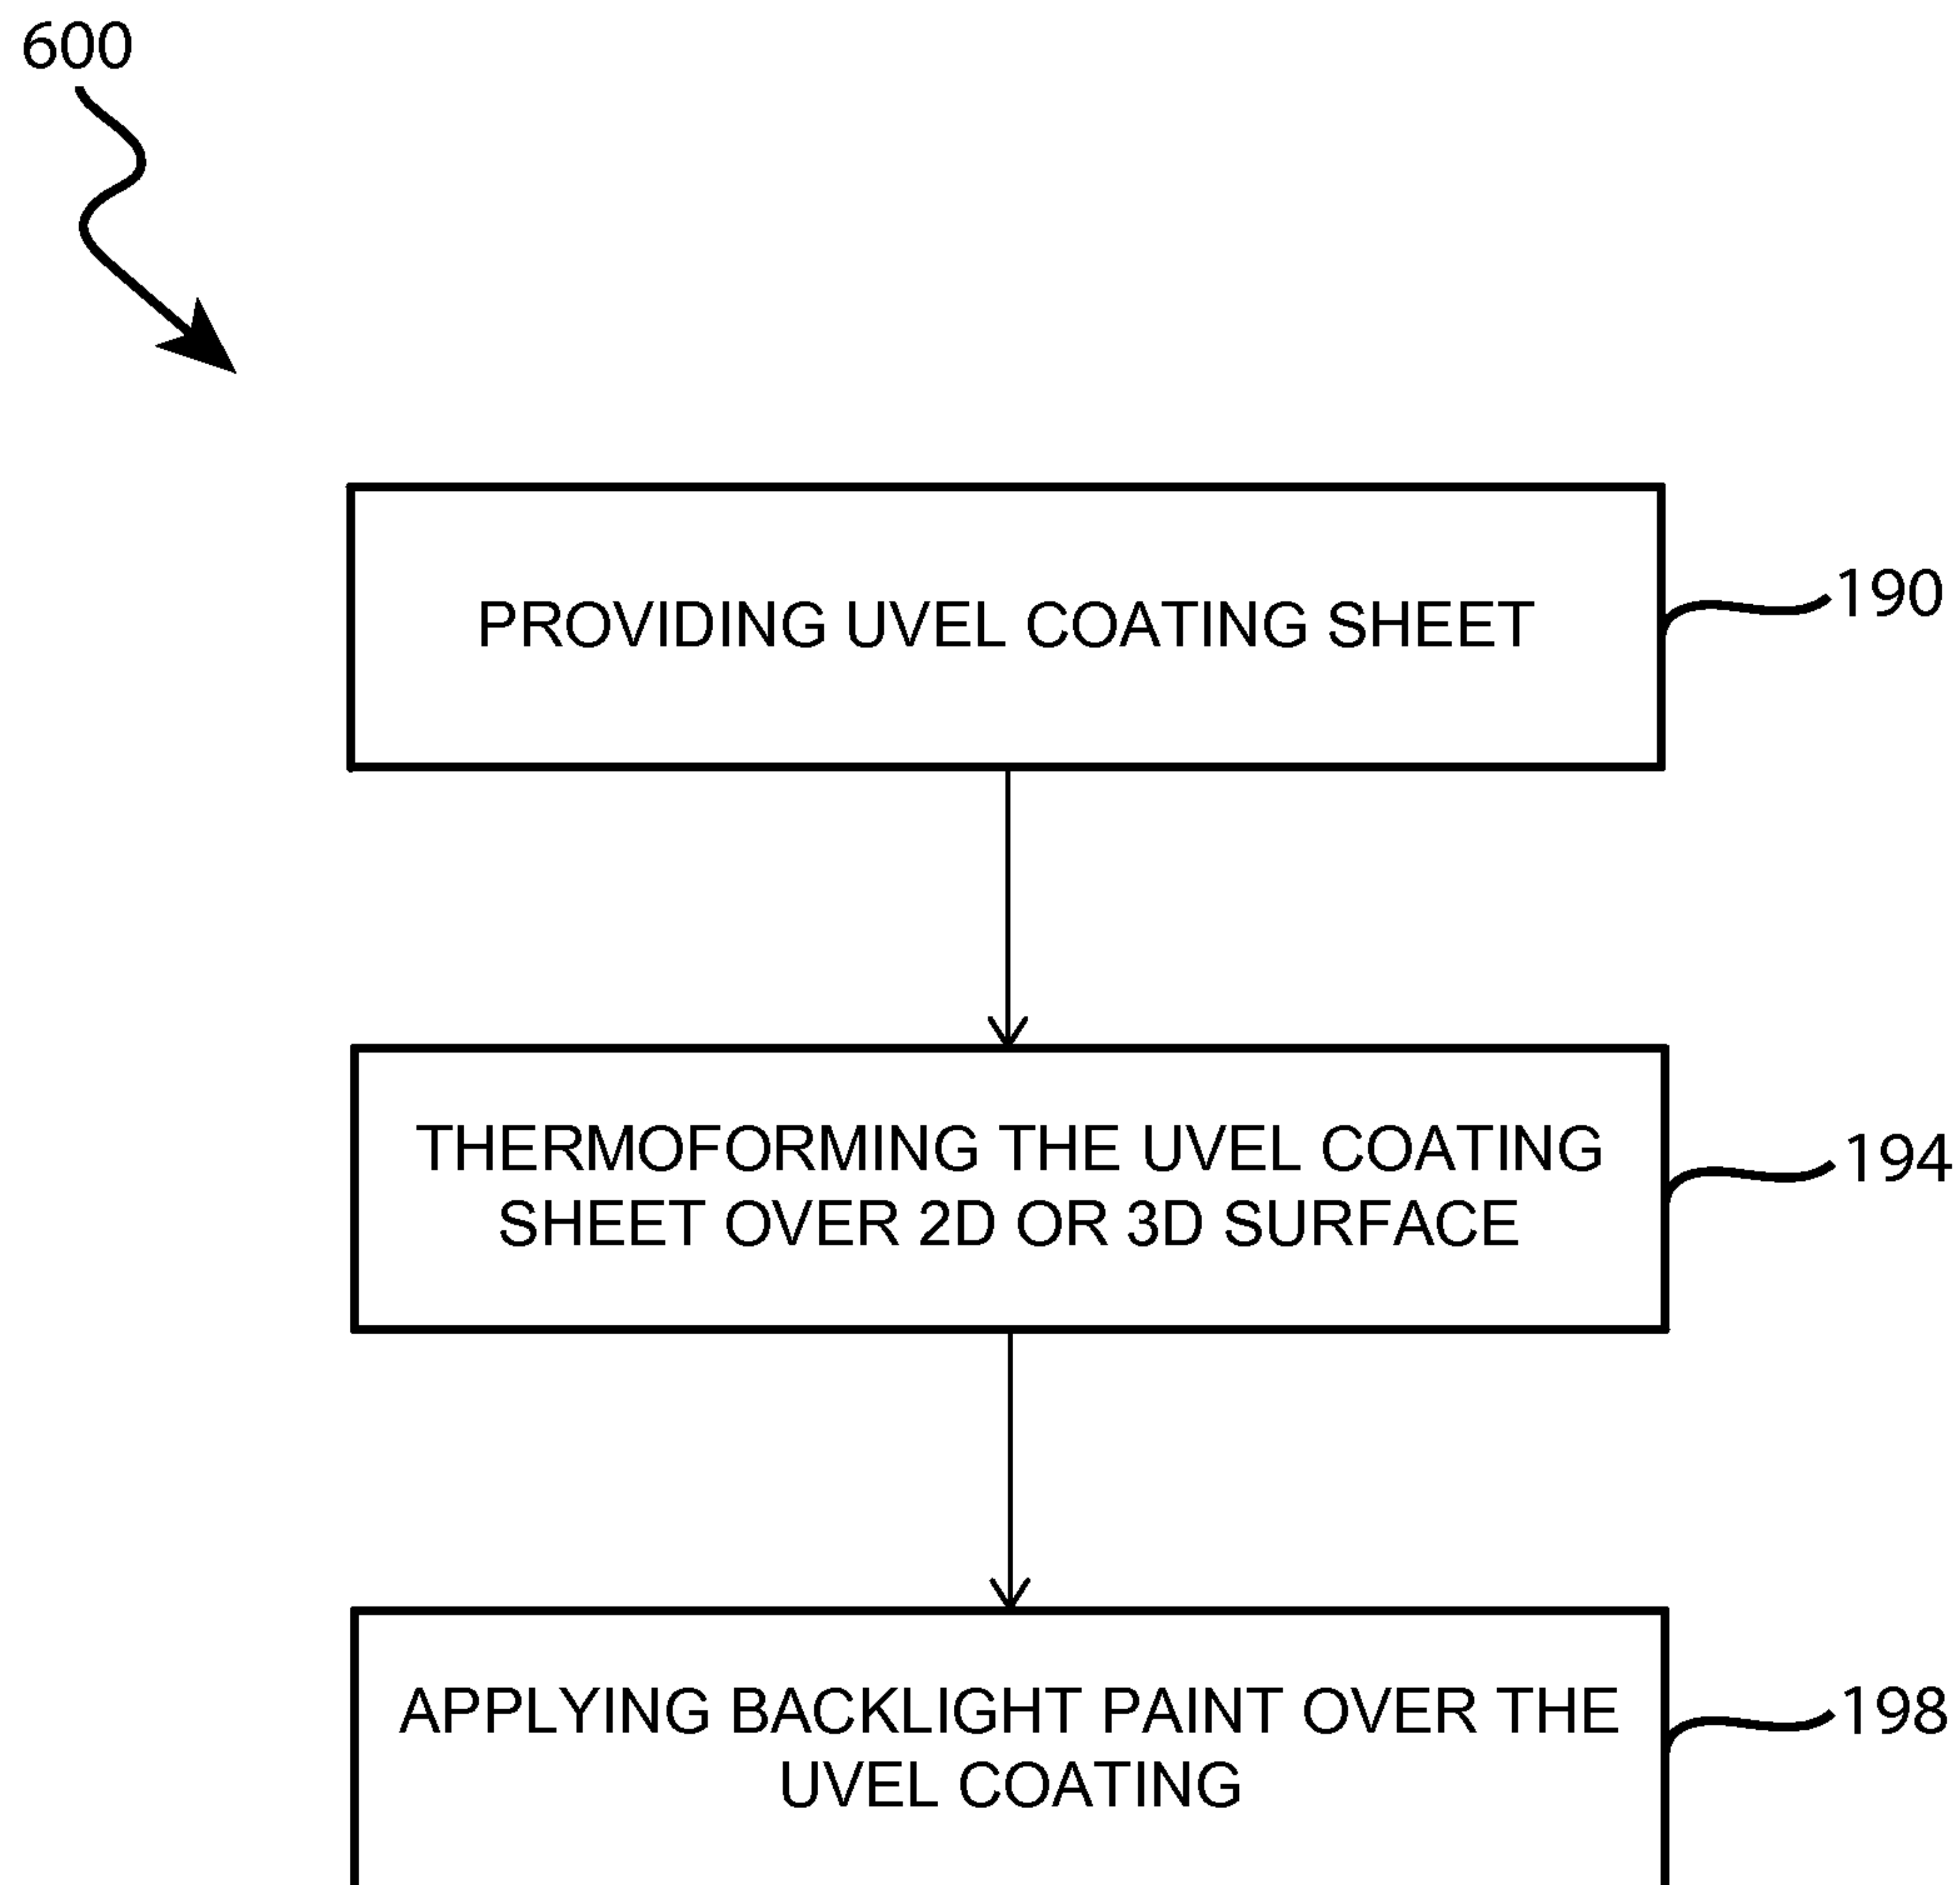 600
PROVIDING UVEL COATING SHEET
190
THERMOFORMING THE UVEL COATING
SHEET OVER 2D OR 3D SURFACE
194
APPLYING BACKLIGHT PAINT OVER THE
UVEL COATING
198